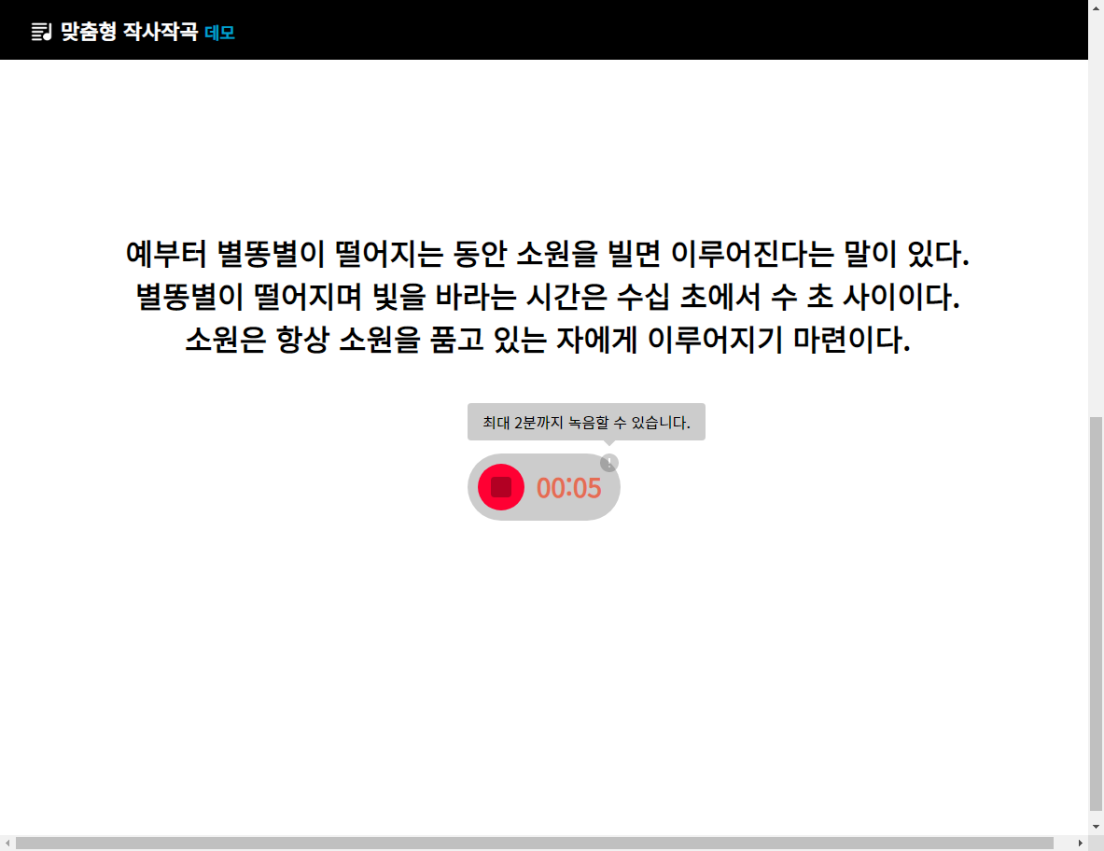 맞춤형 작사작곡 데모
예부터 별똥별이 떨어지는 동안 소원을 빌면 이루어진다는 말이 있다.
별똥별이 떨어지며 빛을 바라는 시간은 수십 초에서 수 초 사이이다.
소원은 항상 소원을 품고 있는 자에게 이루어지기 마련이다.
최대 2분까지 녹음할 수 있습니다.
!
00:05